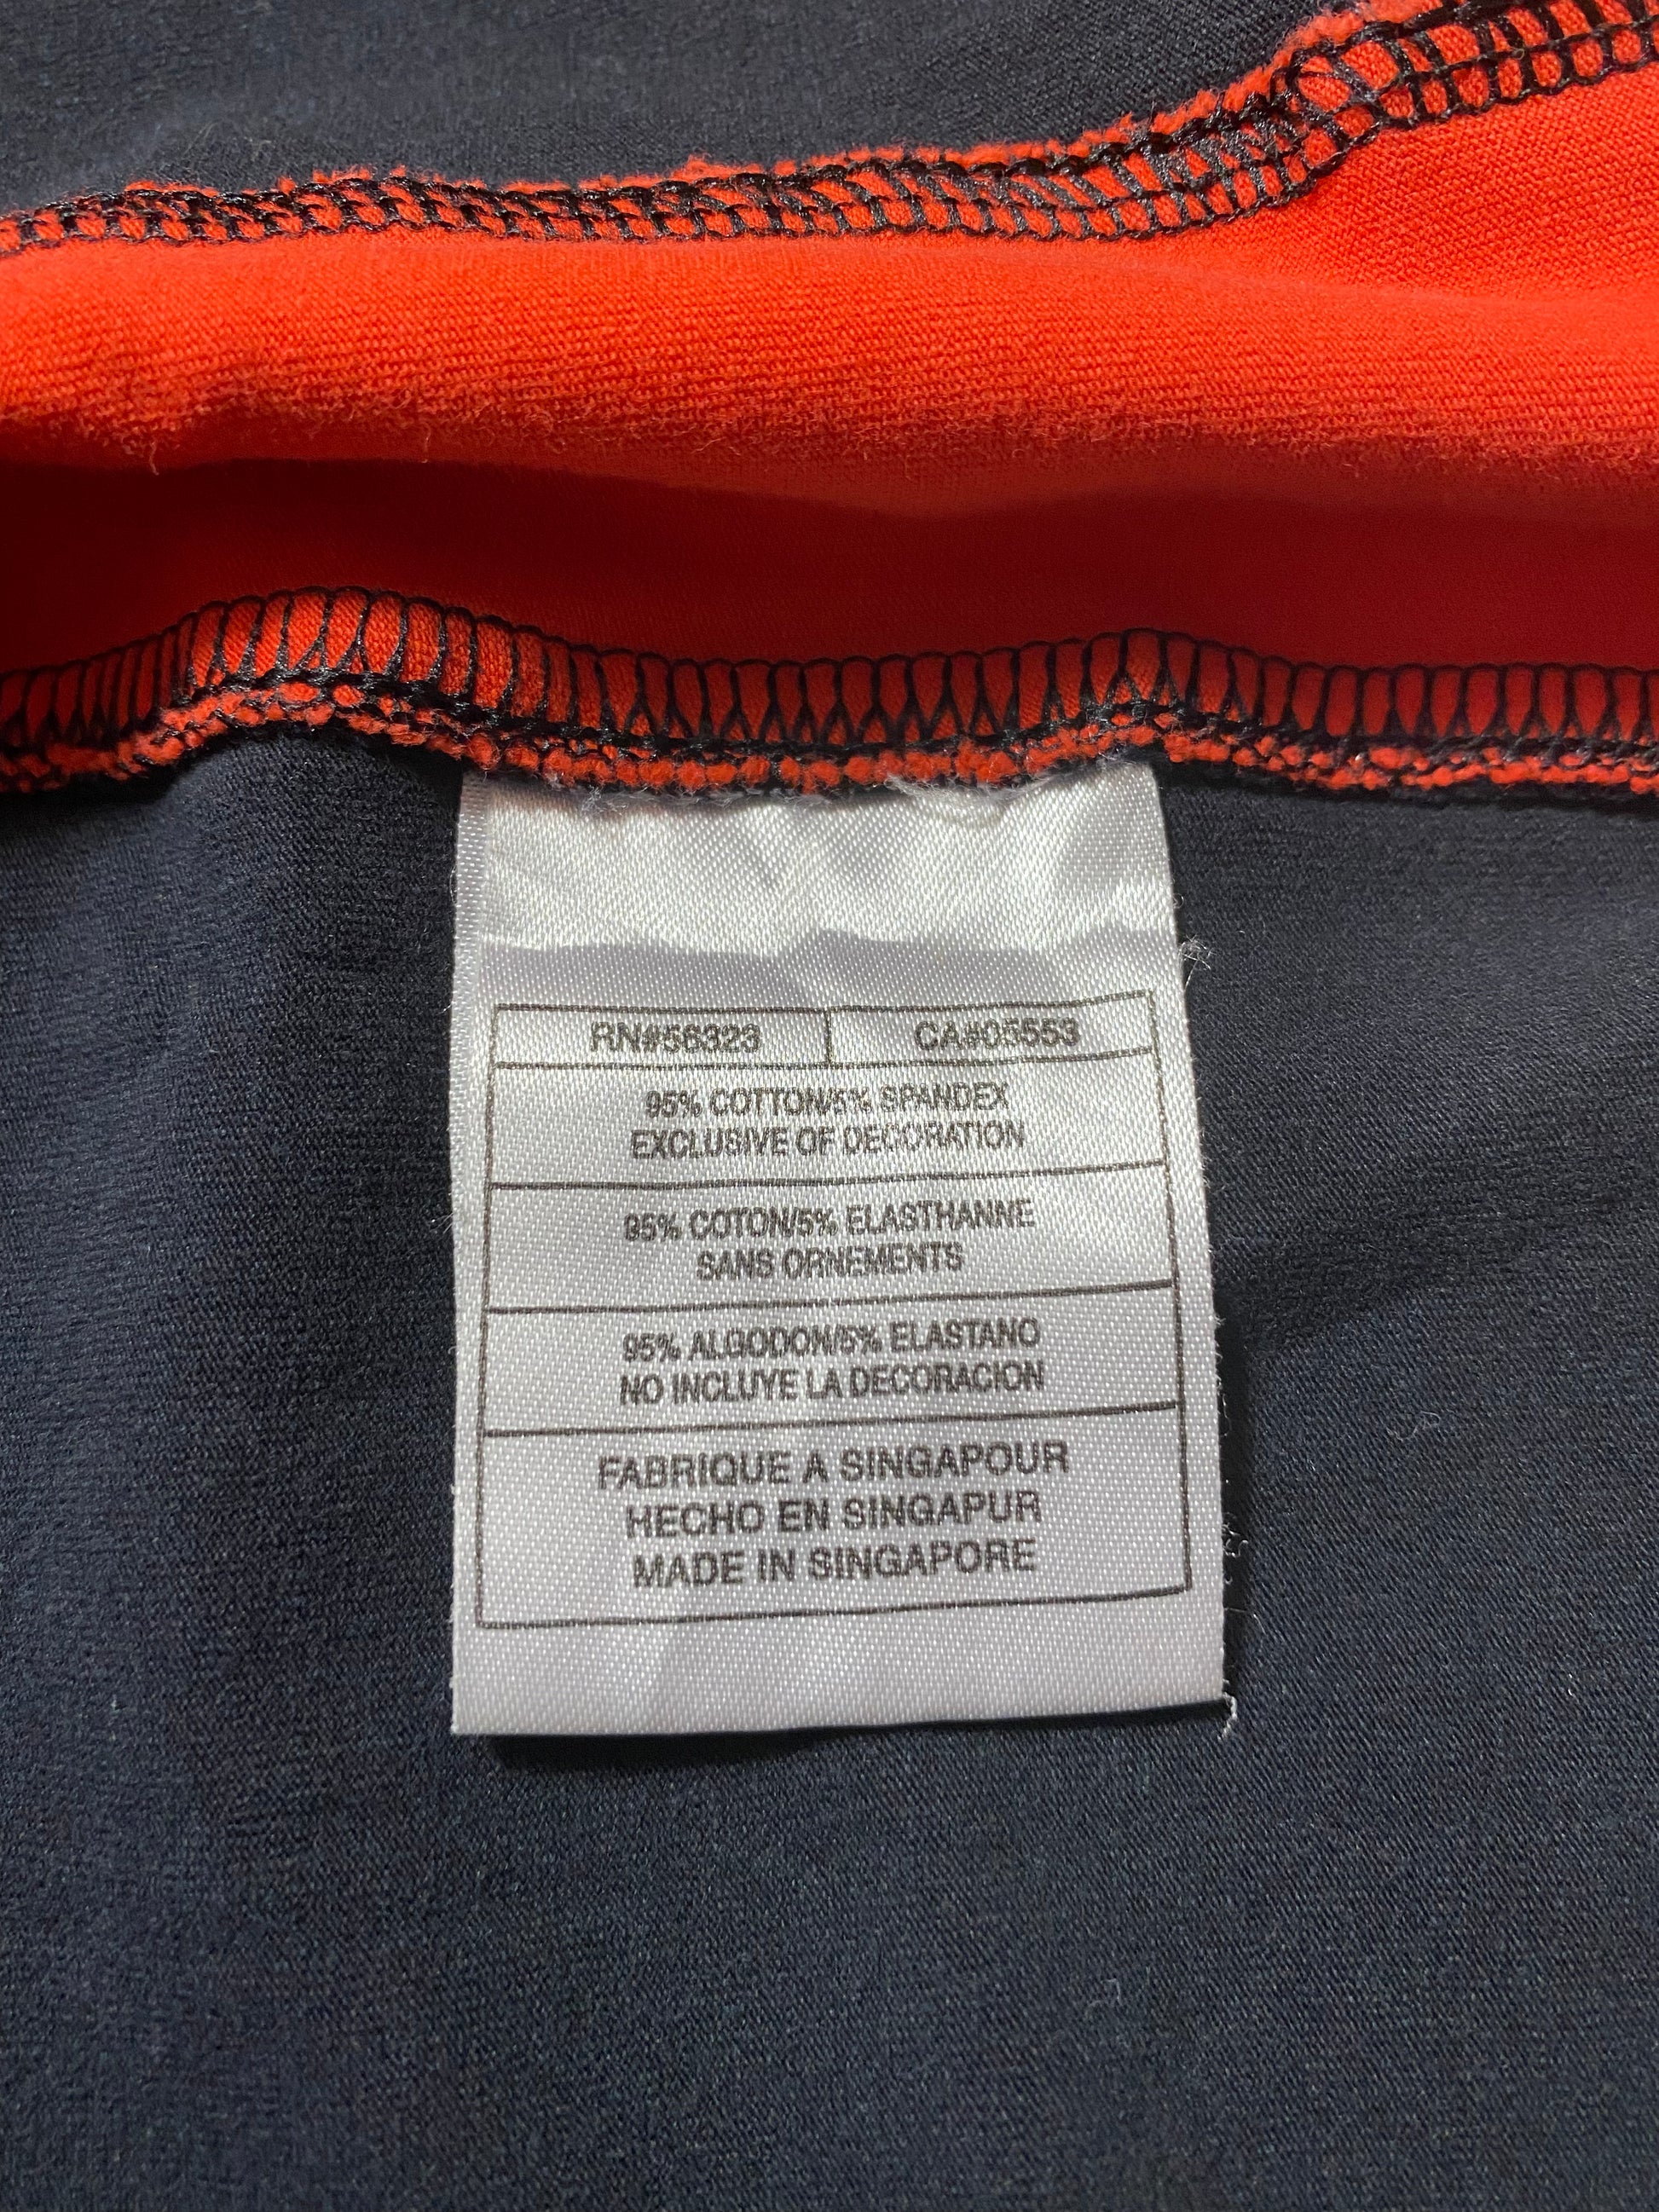 RN#56323 CA#05553
95% COTTON/5% SPANDEX
EXCLUSIVE OF DECORATION
95% COTON/5% ELASTHANNE
SANS ORNEMENTS
95% ALGODON/5% ELASTANO
NO INCLUYE LA DECORACION
FABRIQUE A SINGAPOUR
HECHO EN SINGAPUR
MADE IN SINGAPORE